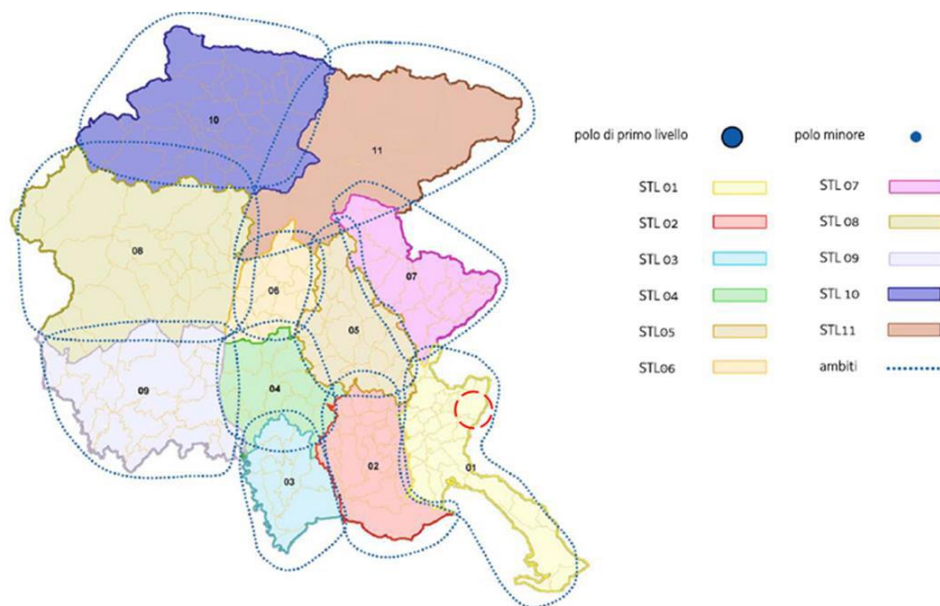 10
11
polo di primo livello
polo minore
STL 01
STL 07
STL 02
STL 08
STL 03
STL 09
STL 04
STL 10
STL05
STL11
STL06
ambiti
08
07
06
05
09
04
03
02
01